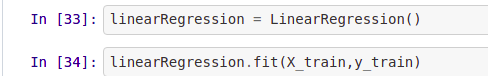 In [33]: linearRegression = LinearRegression()
In [34]: linearRegression.fit(X_train,y_train)